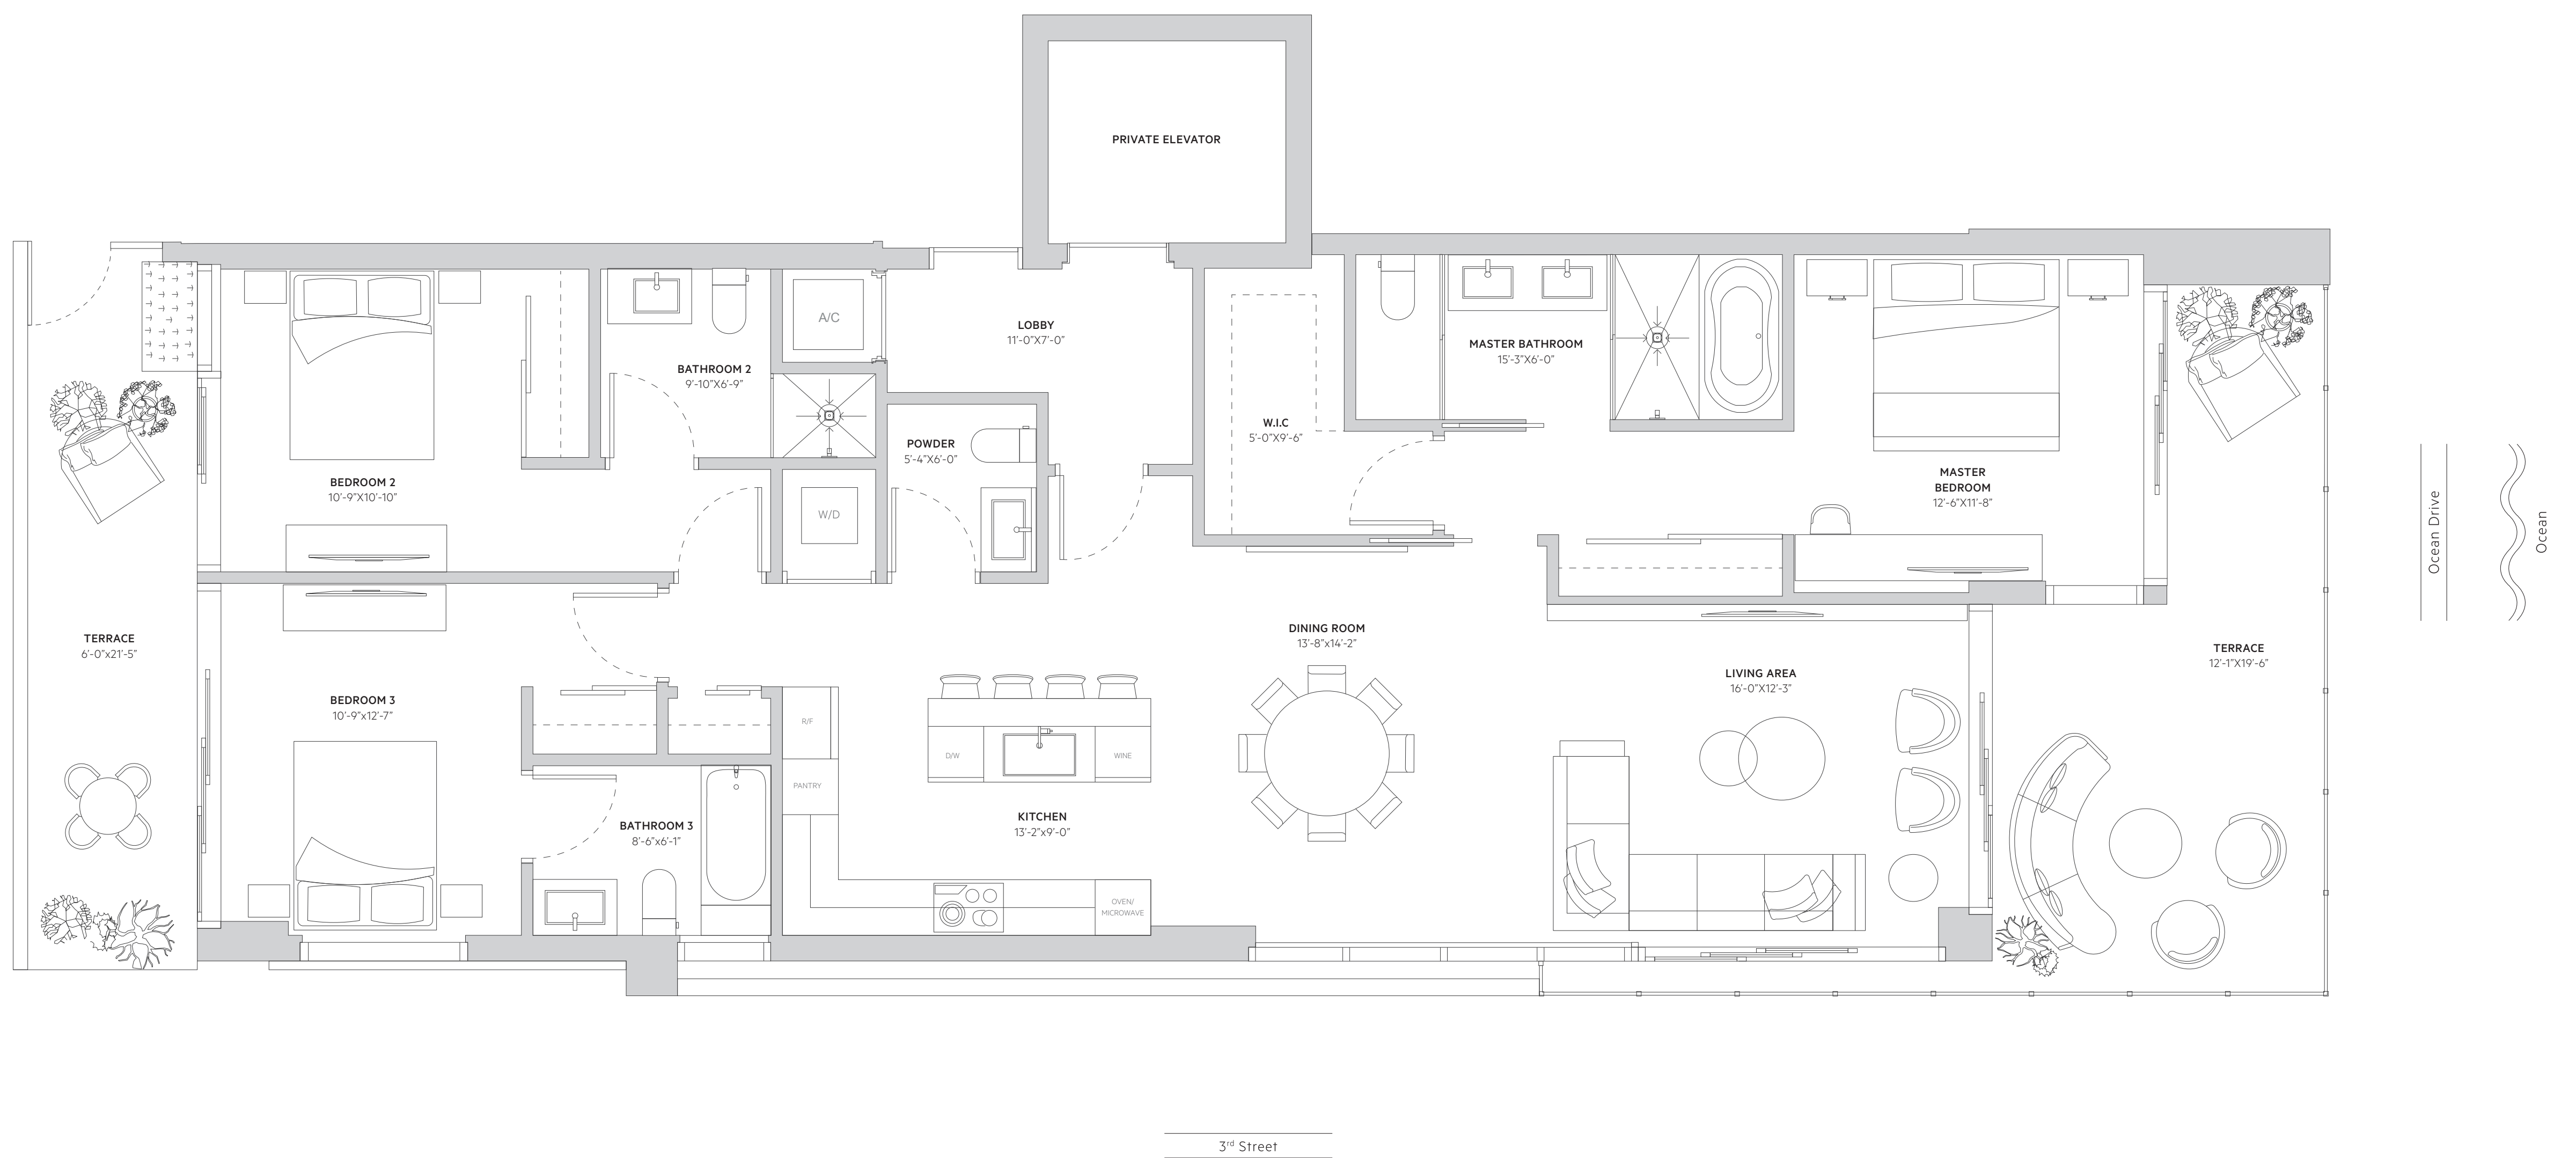 PRIVATE ELEVATOR
A/C
LOBBY
11'-0"X7'-0"
MASTER BATHROOM
15'-3"X6'-0"
BATHROOM 2
9'-10"X6'-9"
W.I.C
5'-0"X9'-6"
POWDER
5'-4"X6'-0"
BEDROOM 2
10'-9"X10'-10"
MASTER
BEDROOM
12'-6"X11'-8"
W/D
Ocean Drive
Ocean
TERRACE
6'-0"x21'-5"
DINING ROOM
13'-8"x14'-2"
TERRACE
12'-1"X19'-6"
LIVING AREA
16'-0"X12'-3"
BEDROOM 3
10'-9"x12'-7"
R/F
D/W
WINE
PANTRY
KITCHEN
13'-2"x9'-0"
BATHROOM 3
8'-6"x6'-1"
OVEN/
MICROWAVE
3rd Street